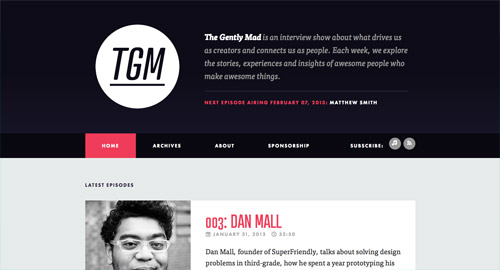 TGM
The Gently Mad is an interview show about what drives us
as creators and connects us as people. Each week, we explore
the stories, experiences and insights of awesome people who
make awesome things.
NEXT EPISODE AIRING FEBRUARY 07, 2013: MATTHEW SMITH
HOME ARCHIVES ABOUT SPONSORSHIP SUBSCRIBE:
LATEST EPISODES
003: DAN MALL
JANUARY 31, 2013 52:50
Dan Mall, founder of SuperFriendly, talks about solving design
problems in third-grade, how he spent a year prototyping his